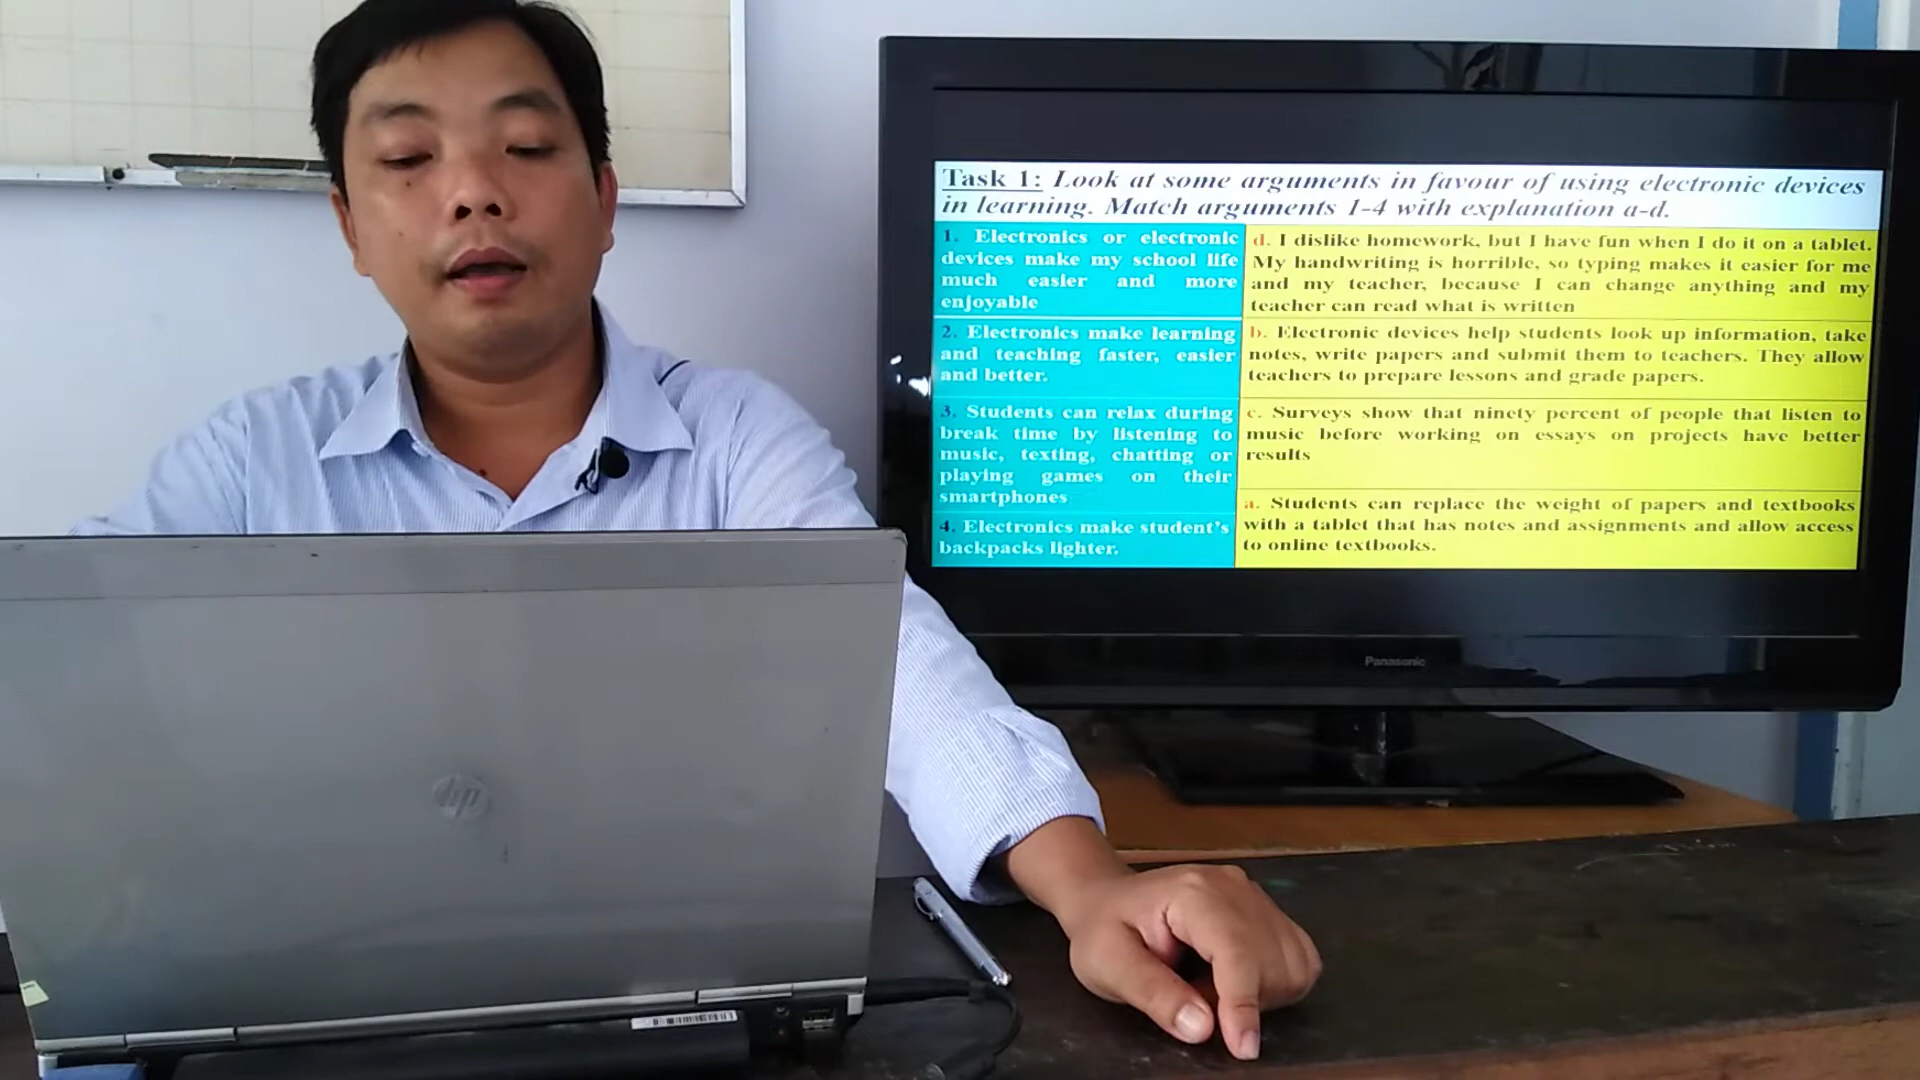 Task 1: Look at some arguments in favour of using electronic devices
in learning. Match arguments 1-4 with explanation a-d.
1. Electronics or electronic
devices make my school life
much easier and more
enjoyable
d. I dislike homework, but I have fun when I do it on a tablet.
My handwriting is horrible, so typing makes it easier for me
and my teacher, because I can change anything and my
teacher can read what is written
2. Electronics make learning
and teaching faster, easier
and better.
b. Electronic devices help students look up information, take
notes, write papers and submit them to teachers. They allow
teachers to prepare lessons and grade papers.
3. Students can relax during
break time by listening to
music, texting, chatting or
playing games on their
smartphones
c. Surveys show that ninety percent of people that listen to
music before working on essays on projects have better
results
4. Electronics make student's
backpacks lighter.
a. Students can replace the weight of papers and textbooks
with a tablet that has notes and assignments and allow access
to online textbooks.
Panasonic
hp